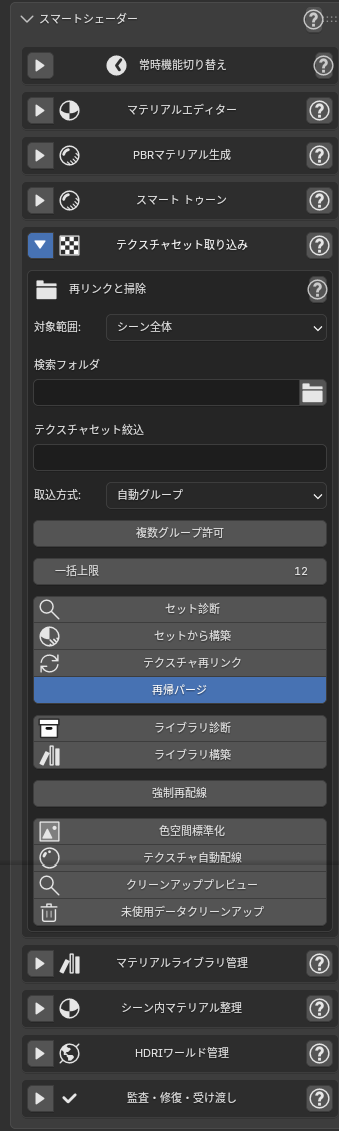 スマートシェーダー
常時機能切り替え
マテリアルエディター
PBRマテリアル生成
スマート トゥーン
テクスチャセット取り込み
再リンクと掃除
対象範囲: シーン全体
検索フォルダ
テクスチャセット絞込
取込方式: 自動グループ
複数グループ許可
一括上限 12
セット診断
セットから構築
テクスチャ再リンク
再帰パージ
ライブラリ診断
ライブラリ構築
強制再配線
色空間標準化
テクスチャ自動配線
クリーンアッププレビュー
未使用データクリーンアップ
マテリアルライブラリ管理
シーン内マテリアル整理
HDRIワールド管理
監査・修復・受け渡し